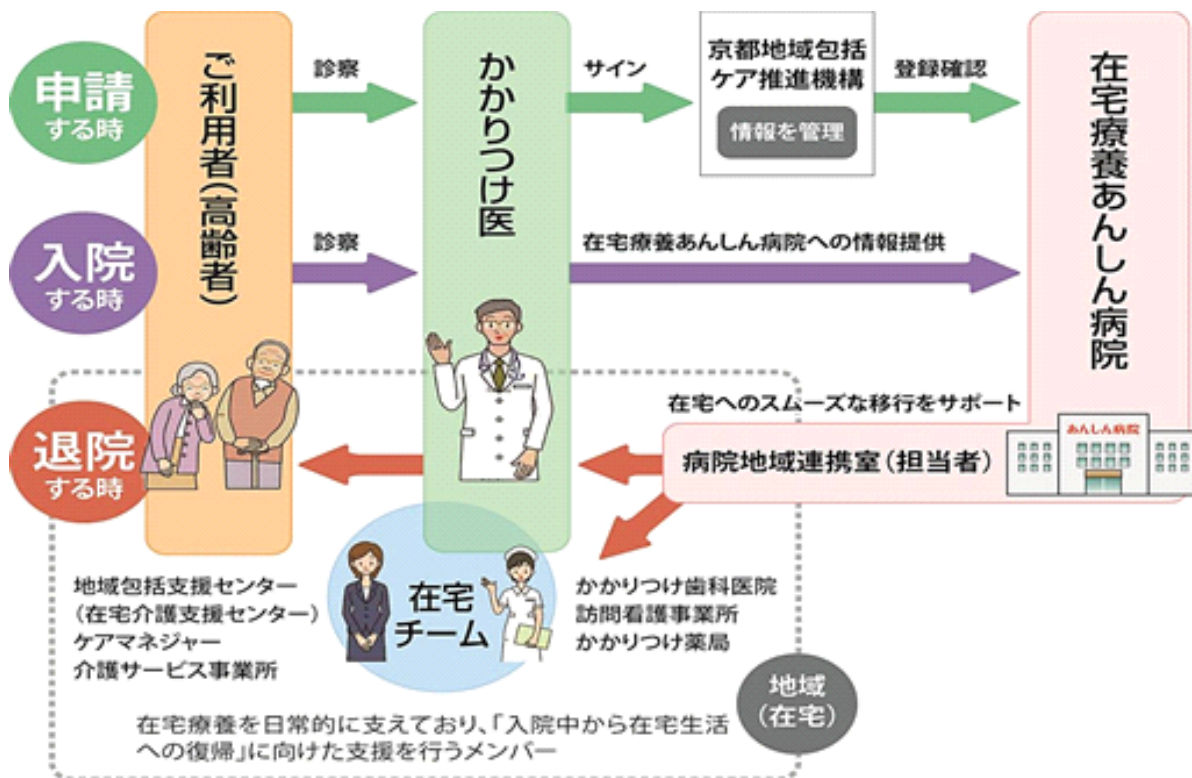 申請
する時
ご利用者(高齢者)
診察
かかりつけ医
サイン
京都地域包括
ケア推進機構
情報を管理
登録確認
在宅療養あんしん病院
入院
する時
診察
在宅療養あんしん病院への情報提供
退院
する時
在宅へのスムーズな移行をサポート
病院地域連携室(担当者)
あんしん病院
地域包括支援センター
(在宅介護支援センター)
ケアマネジャー
介護サービス事業所
在宅
チーム
かかりつけ歯科医院
訪問看護事業所
かかりつけ薬局
地域
(在宅)
在宅療養を日常的に支えており、「入院中から在宅生活
への復帰」に向けた支援を行うメンバー